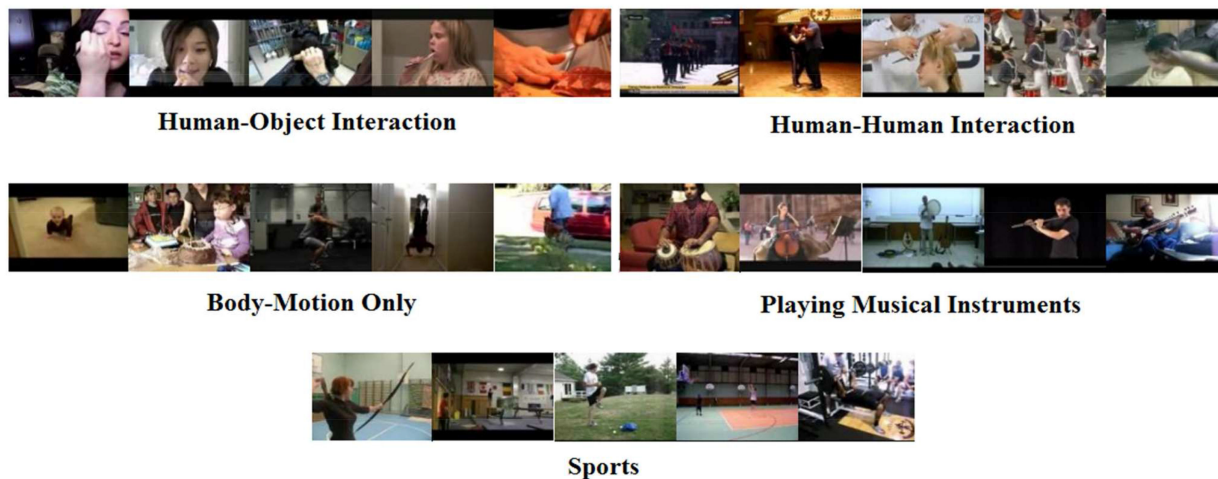 Human-Object Interaction
Human-Human Interaction
Body-Motion Only
Playing Musical Instruments
Sports